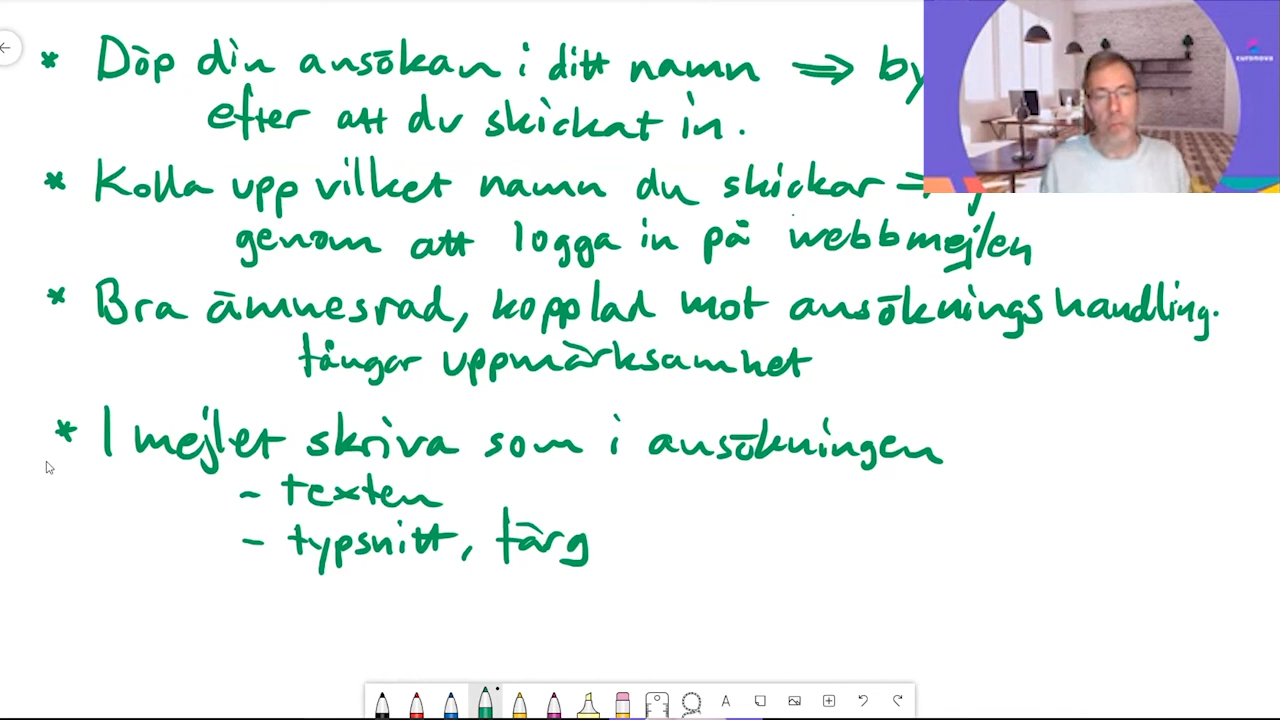 * Döp din ansökan i ditt namn ⇒ by
efter att du skickat in.
* Kolla upp vilket namn du skickar
genom att logga in på webbmejlen
* Bra ämnesrad, kopplad mot ansökningshandling.
fångar uppmärksamhet
* I mejlet skriva som i ansökningen
- texten
- typsnitt, färg
curonova
A